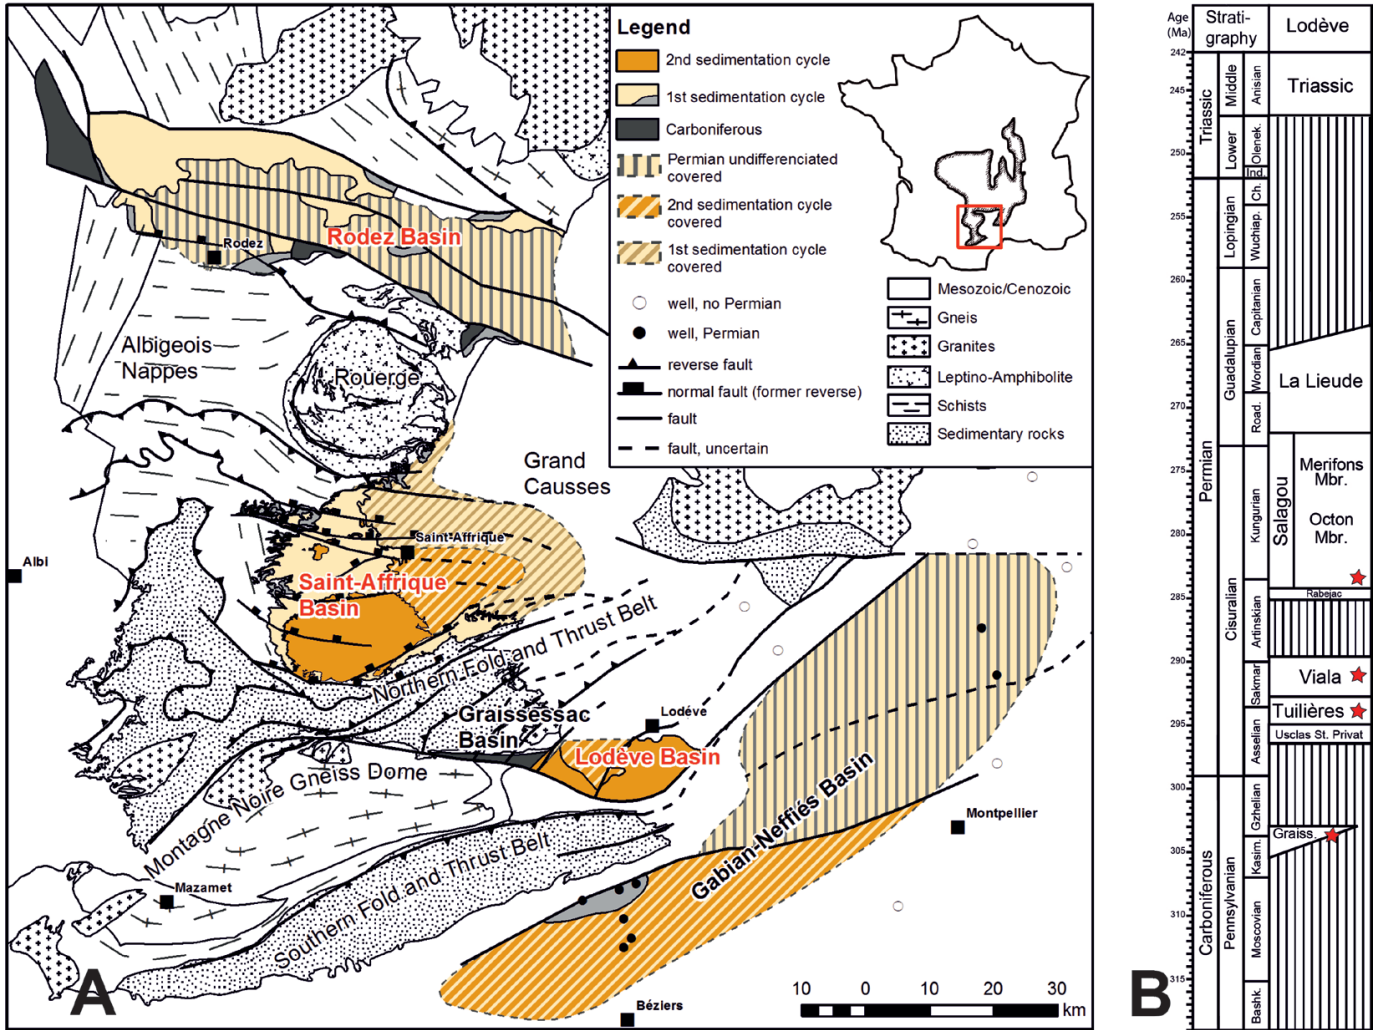 Legend
2nd sedimentation cycle
1st sedimentation cycle
Carboniferous
Permian undifferenciated
covered
2nd sedimentation cycle
covered
1st sedimentation cycle
covered
well, no Permian
well, Permian
reverse fault
normal fault (former reverse)
fault
fault, uncertain
Mesozoic/Cenozoic
Gneis
Granites
Leptino-Amphibolite
Schists
Sedimentary rocks
Rodez
Rodez Basin
Albigeois
Nappes
Rouerge
Grand
Causses
Albi
Saint-Affrique
Saint-Affrique
Basin
Northern Fold and Thrust Belt
Graissessac
Basin
Lodéve
Lodève Basin
Montagne Noire Gneiss Dome
Gabian-Neffiés Basin
Montpellier
Mazamet
Southern Fold and Thrust Belt
Béziers
10 0 10 20 30
km
A
B
Age
(Ma)
Strati-
graphy
Lodève
242
245
250
255
260
265
270
275
280
285
290
295
300
305
310
315
Triassic
Permian
Carboniferous
Middle
Lower
Lopingian
Guadalupian
Cisuralian
Pennsylvanian
Anisian
Olenek.
Ind.
Ch.
Wuchiap.
Capitanian
Wordian
Road.
Kungurian
Artinskian
Sakmar
Asselian
Gzhelian
Kasim.
Moscovian
Bashk.
Triassic
La Lieude
Salagou
Merifons
Mbr.
Octon
Mbr.
Rabejac
Viala
Tuilières
Usclas St. Privat
Graiss.